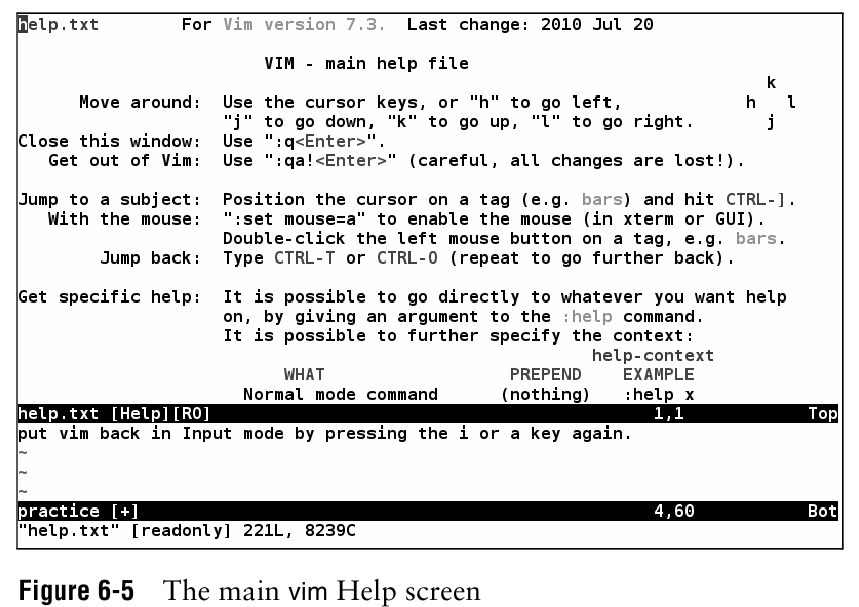 help.txt For Vim version 7.3. Last change: 2010 Jul 20
VIM - main help file
k
Move around: Use the cursor keys, or "h" to go left, h l
"j" to go down, "k" to go up, "l" to go right. j
Close this window: Use ":q<Enter>".
Get out of Vim: Use ":qa!<Enter>" (careful, all changes are lost!).
Jump to a subject: Position the cursor on a tag (e.g. bars) and hit CTRL-].
With the mouse: ":set mouse=a" to enable the mouse (in xterm or GUI).
Double-click the left mouse button on a tag, e.g. bars.
Jump back: Type CTRL-T or CTRL-O (repeat to go further back).
Get specific help: It is possible to go directly to whatever you want help
on, by giving an argument to the :help command.
It is possible to further specify the context:
help-context
WHAT PREPEND EXAMPLE
Normal mode command (nothing) :help x
help.txt [Help][RO] 1,1 Top
put vim back in Input mode by pressing the i or a key again.
~
~
~
practice [+] 4,60 Bot
"help.txt" [readonly] 221L, 8239C
Figure 6-5 The main vim Help screen